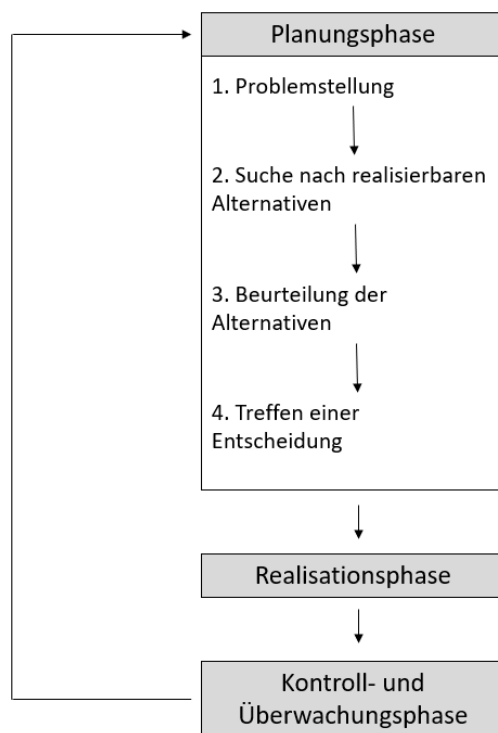 Planungsphase
1. Problemstellung
2. Suche nach realisierbaren
Alternativen
3. Beurteilung der
Alternativen
4. Treffen einer
Entscheidung
Realisationsphase
Kontroll- und
Überwachungsphase